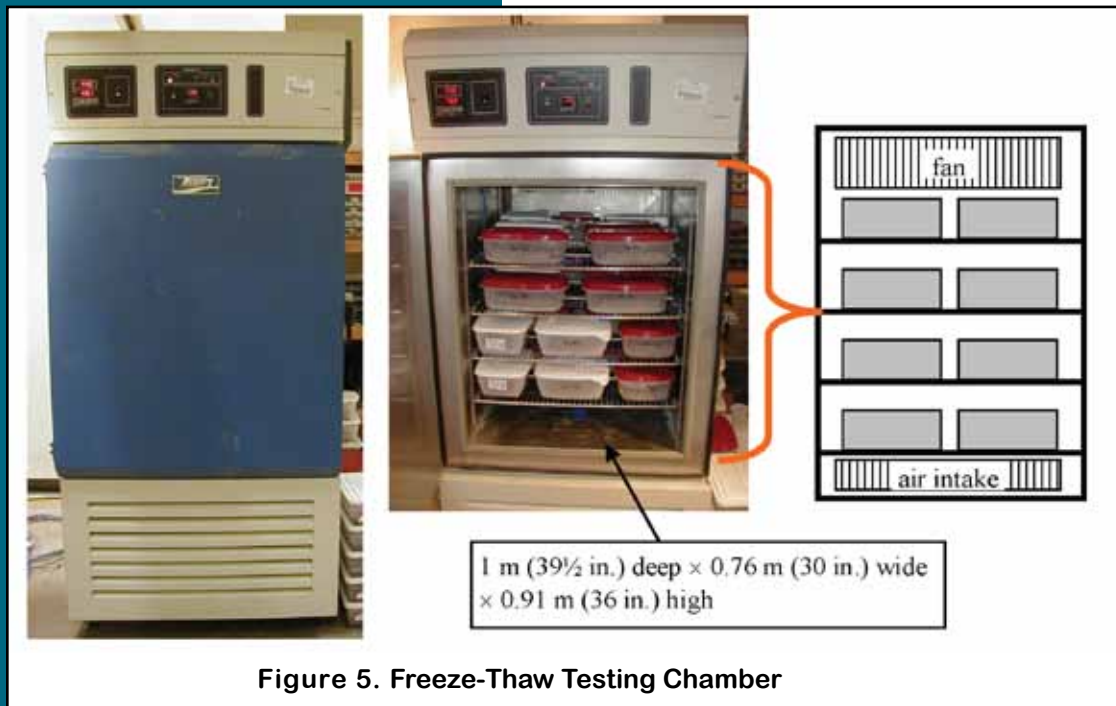 fan
air intake
1 m (39½ in.) deep × 0.76 m (30 in.) wide
× 0.91 m (36 in.) high
Figure 5. Freeze-Thaw Testing Chamber